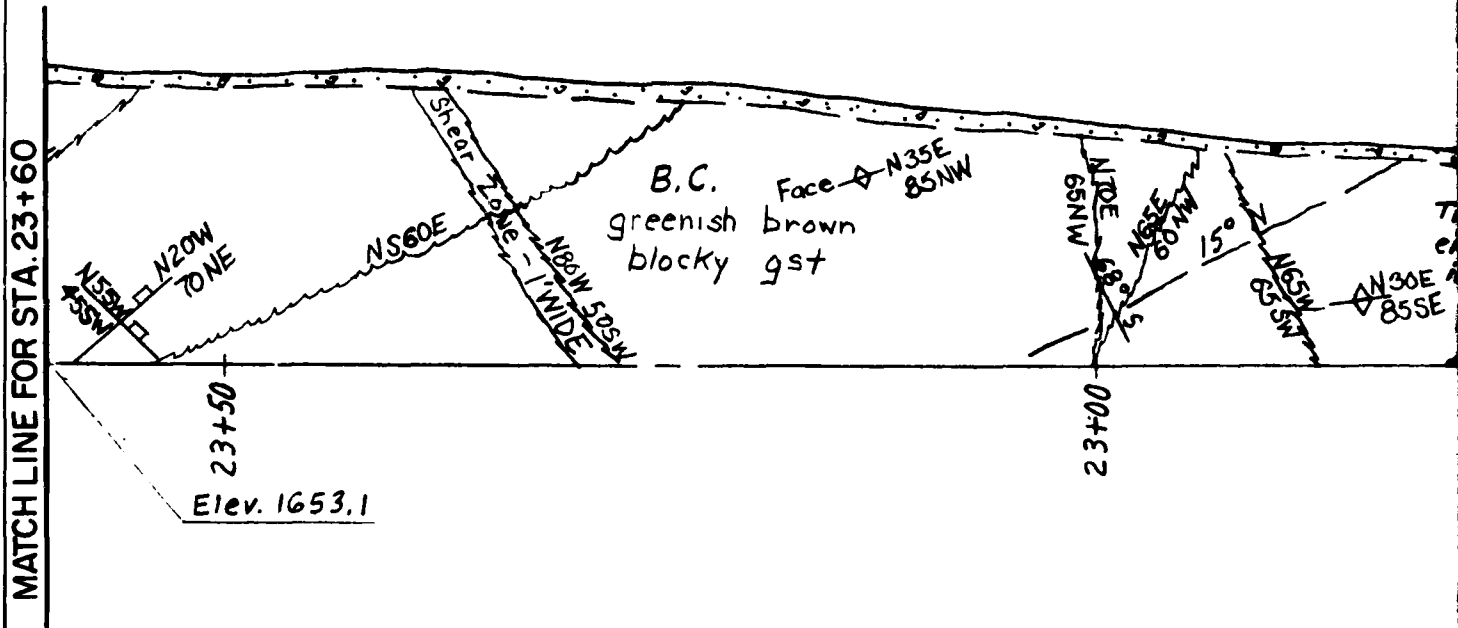 MATCH LINE FOR STA. 23+60
N55W
45SW
N20W
70NE
NS60E
Shear Zone - 1' WIDE
N80W 50SW
B.C.
greenish brown
blocky gst
Face
N35E
85NW
N70E
65NW
68°
S
N65E
60NW
15°
N65W
65SW
N30E
85SE
23+50
23+00
Elev. 1653.1